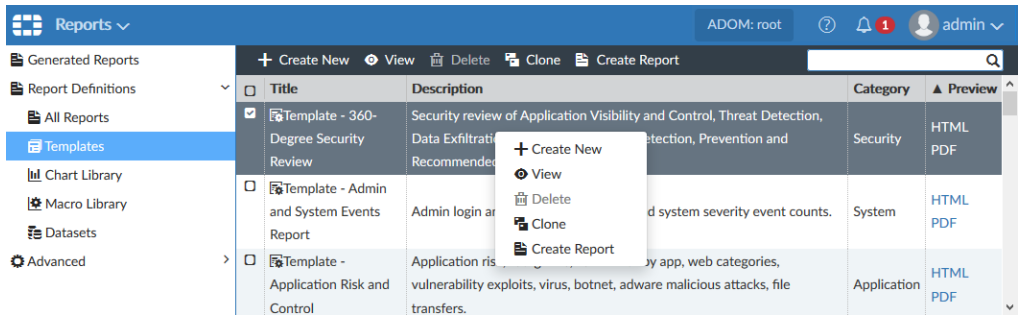 Reports
ADOM: root
1
admin
Generated Reports
Report Definitions
All Reports
Templates
Chart Library
Macro Library
Datasets
Advanced
Create New View Delete Clone Create Report
Title Description Category ▲ Preview
Template - 360-
Degree Security
Review
Security review of Application Visibility and Control, Threat Detection,
Data Exfiltrati etection, Prevention and
Recommended
Security
HTML
PDF
Create New
View
Delete
Clone
Create Report
Template - Admin
and System Events
Report
Admin login a d system severity event counts.
System
HTML
PDF
Template -
Application Risk and
Control
Application ris by app, web categories,
vulnerability exploits, virus, botnet, adware malicious attacks, file
transfers.
Application
HTML
PDF